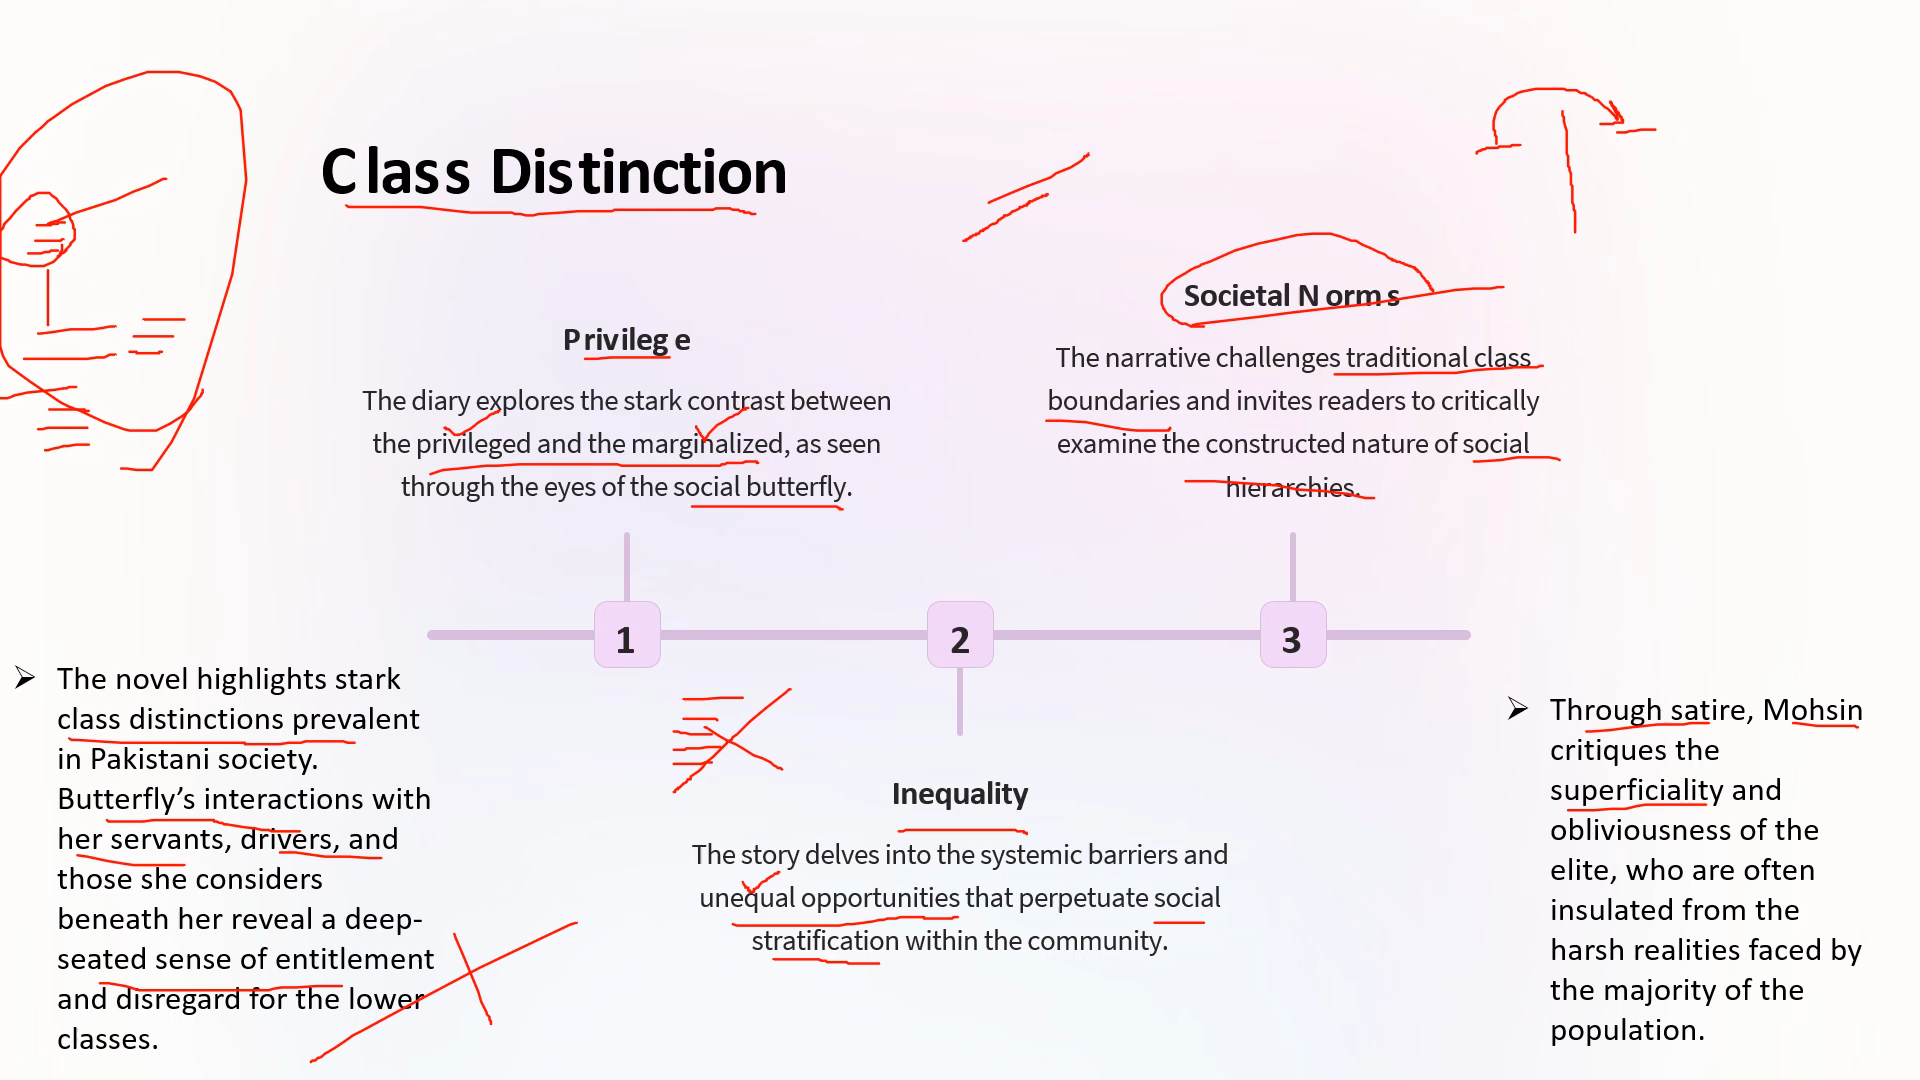 Class Distinction
Privilege
The diary explores the stark contrast between
the privileged and the marginalized, as seen
through the eyes of the social butterfly.
Societal Norms
The narrative challenges traditional class
boundaries and invites readers to critically
examine the constructed nature of social
hierarchies.
1
2
3
Inequality
The story delves into the systemic barriers and
unequal opportunities that perpetuate social
stratification within the community.
➢ The novel highlights stark
class distinctions prevalent
in Pakistani society.
Butterfly’s interactions with
her servants, drivers, and
those she considers
beneath her reveal a deep-
seated sense of entitlement
and disregard for the lower
classes.
➢ Through satire, Mohsin
critiques the
superficiality and
obliviousness of the
elite, who are often
insulated from the
harsh realities faced by
the majority of the
population.